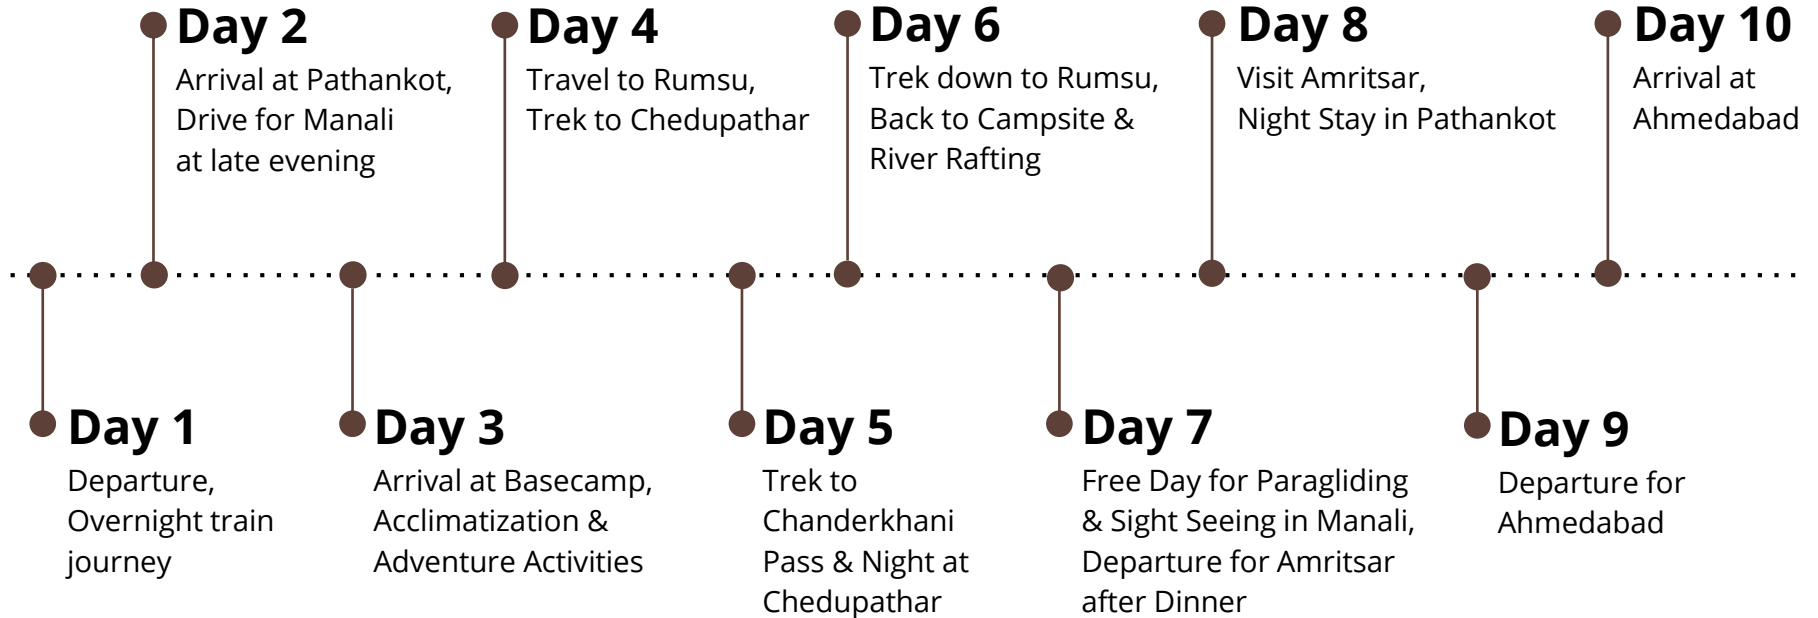 Day 2
Arrival at Pathankot,
Drive for Manali
at late evening
Day 4
Travel to Rumsu,
Trek to Chedupathar
Day 6
Trek down to Rumsu,
Back to Campsite &
River Rafting
Day 8
Visit Amritsar,
Night Stay in Pathankot
Day 10
Arrival at
Ahmedabad
Day 1
Departure,
Overnight train
journey
Day 3
Arrival at Basecamp,
Acclimatization &
Adventure Activities
Day 5
Trek to
Chanderkhani
Pass & Night at
Chedupathar
Day 7
Free Day for Paragliding
& Sight Seeing in Manali,
Departure for Amritsar
after Dinner
Day 9
Departure for
Ahmedabad